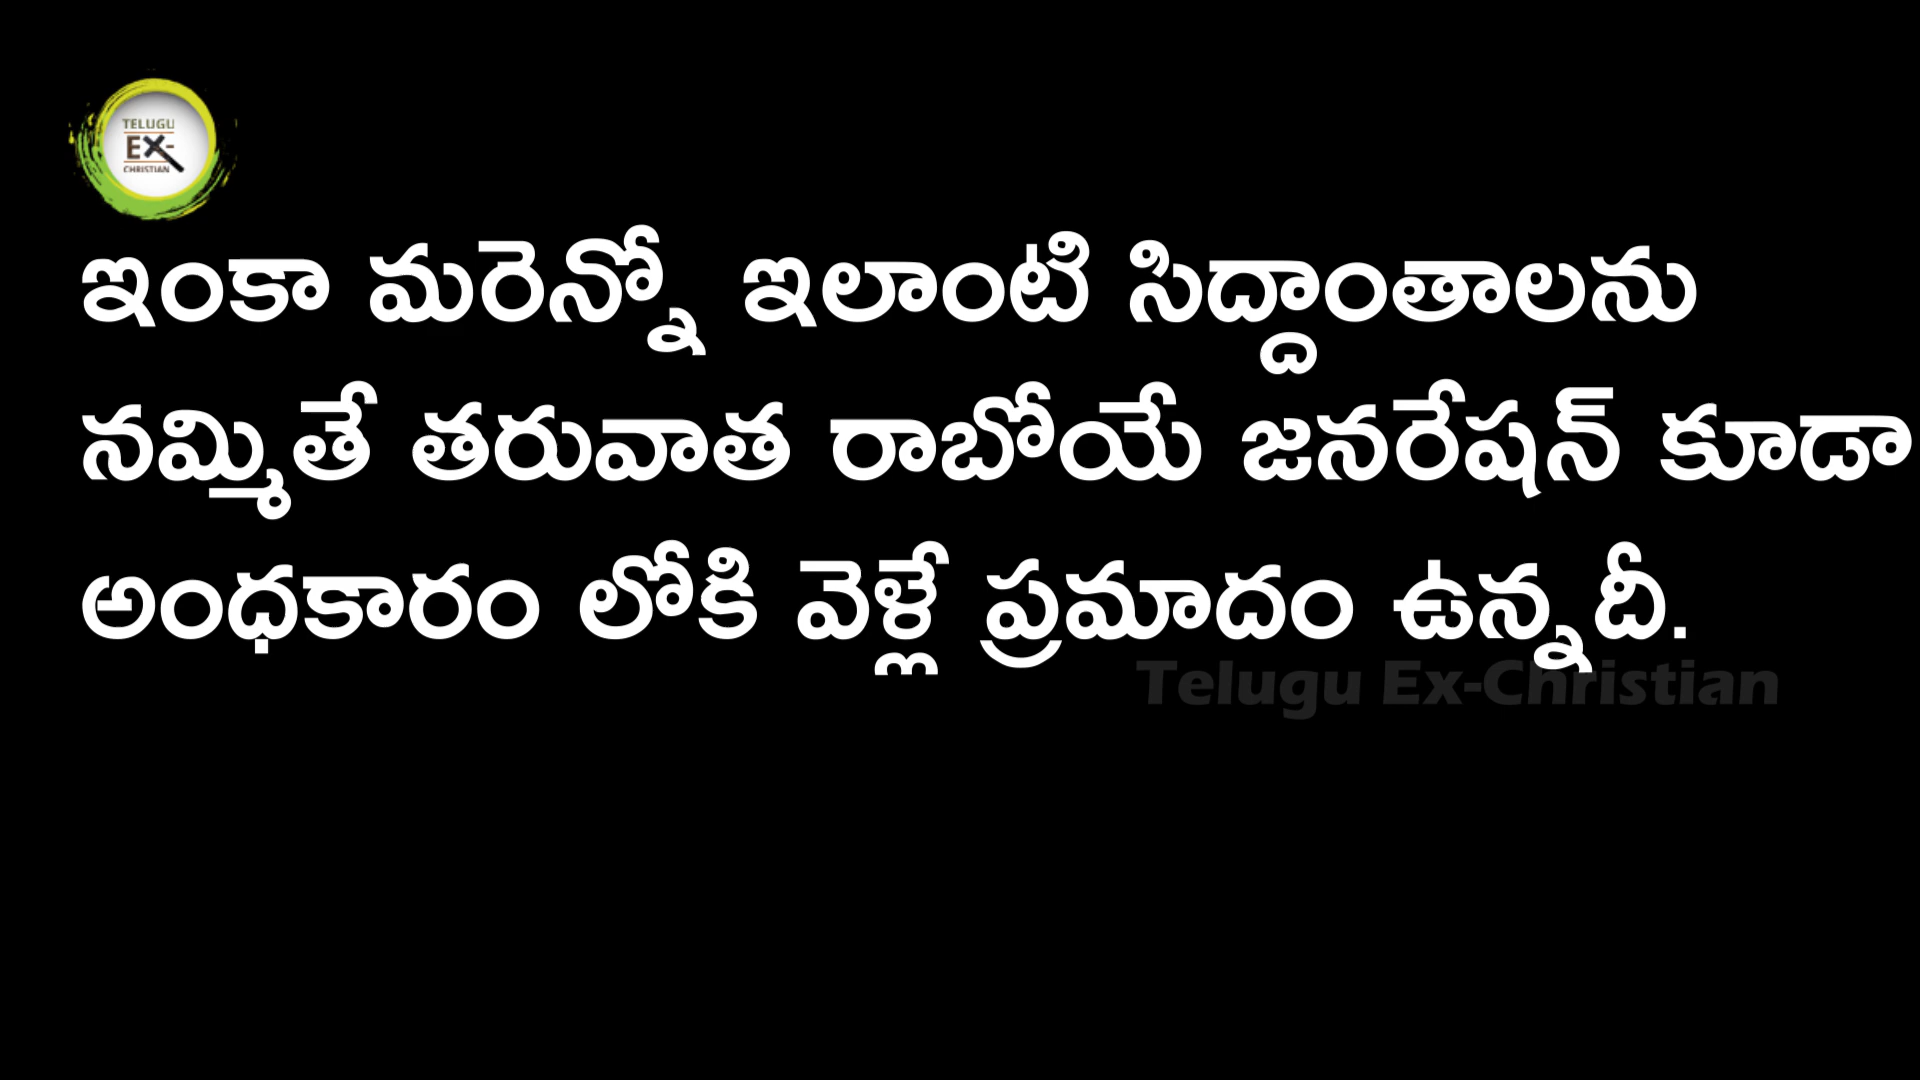 TELUGU
EX-
CHRISTIAN
ఇంకా మరెన్నో ఇలాంటి సిద్దాంతాలను
నమ్మితే తరువాత రాబోయే జనరేషన్ కూడా
అంధకారం లోకి వెళ్లే ప్రమాదం ఉన్నదీ.
Telugu Ex-Christian